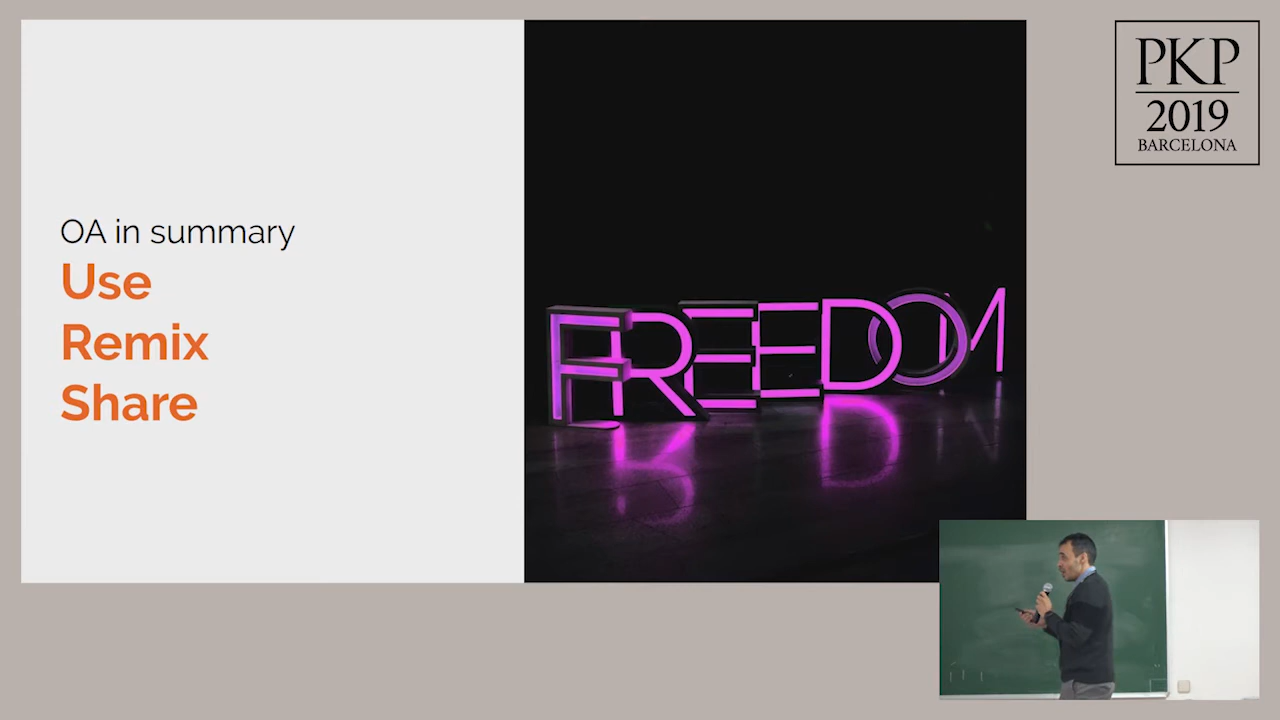 OA in summary
Use
Remix
Share
FREEDOM
PKP
2019
BARCELONA